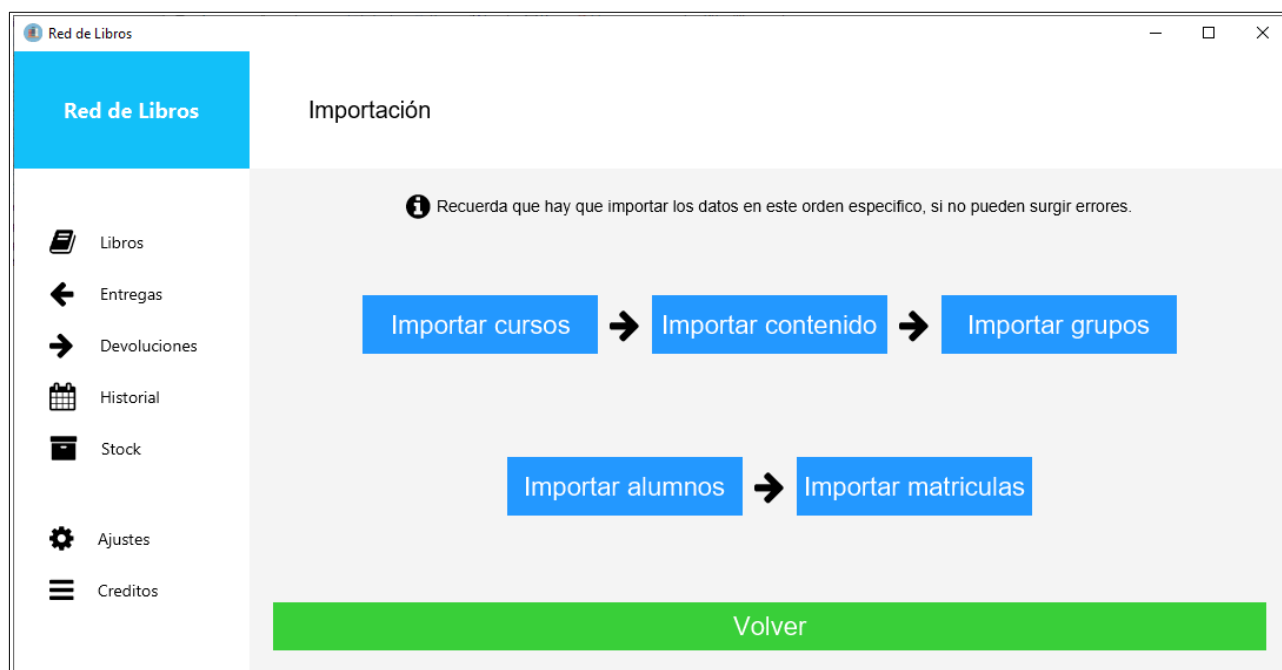 Red de Libros
Red de Libros
Importación
Recuerda que hay que importar los datos en este orden especifico, si no pueden surgir errores.
Libros
Entregas
Devoluciones
Historial
Stock
Ajustes
Creditos
Importar cursos
Importar contenido
Importar grupos
Importar alumnos
Importar matriculas
Volver